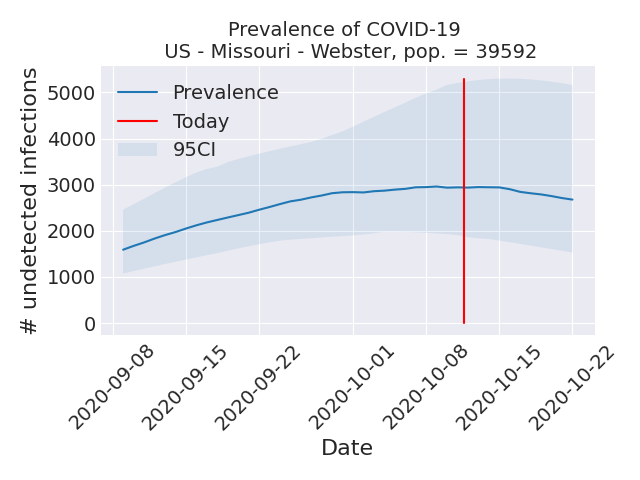 Prevalence of COVID-19
US - Missouri - Webster, pop. = 39592
# undetected infections
5000
4000
3000
2000
1000
0
Prevalence
Today
95CI
2020-09-08
2020-09-15
2020-09-22
2020-10-01
2020-10-08
2020-10-15
2020-10-22
Date